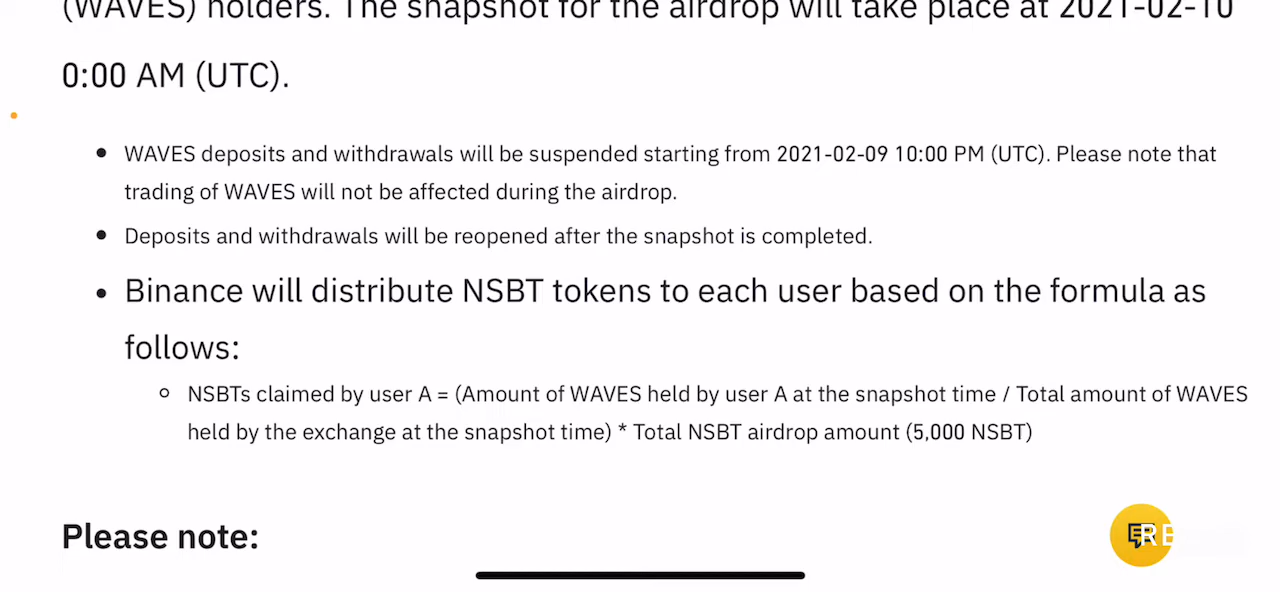 (WAVES) holders. The snapshot for the airdrop will take place at 2021-02-10
0:00 AM (UTC).
WAVES deposits and withdrawals will be suspended starting from 2021-02-09 10:00 PM (UTC). Please note that
trading of WAVES will not be affected during the airdrop.
Deposits and withdrawals will be reopened after the snapshot is completed.
Binance will distribute NSBT tokens to each user based on the formula as
follows:
NSBTs claimed by user A = (Amount of WAVES held by user A at the snapshot time / Total amount of WAVES
held by the exchange at the snapshot time) * Total NSBT airdrop amount (5,000 NSBT)
Please note:
RE